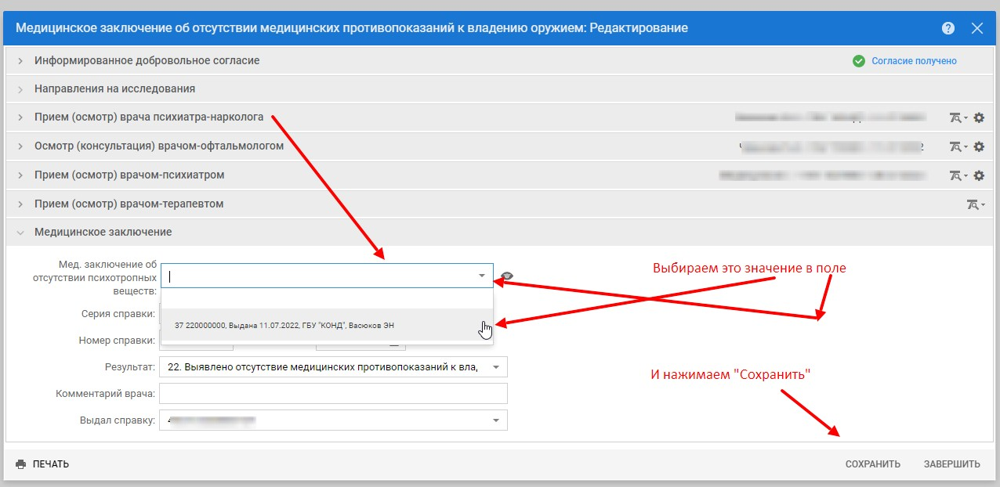 Медицинское заключение об отсутствии медицинских противопоказаний к владению оружием: Редактирование
Информированное добровольное согласие
Согласие получено
Направления на исследования
Прием (осмотр) врача психиатра-нарколога
Осмотр (консультация) врачом-офтальмологом
Прием (осмотр) врачом-психиатром
Прием (осмотр) врачом-терапевтом
Медицинское заключение
Мед. заключение об
отсутствии психотропных
веществ:
Выбираем это значение в поле
Серия справки:
37 220000000, Выдана 11.07.2022, ГБУ "КОНД", Васюков ЭН
Номер справки:
Результат:
22. Выявлено отсутствие медицинских противопоказаний к вла,
И нажимаем "Сохранить"
Комментарий врача:
Выдал справку:
ПЕЧАТЬ
СОХРАНИТЬ
ЗАВЕРШИТЬ